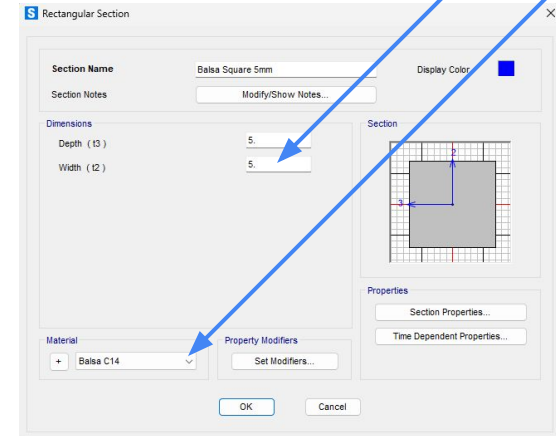 S Rectangular Section
Section Name Balsa Square 5mm Display Color
Section Notes Modify/Show Notes...
Dimensions Section
Depth ( t3 ) 5.
Width ( t2 ) 5.
2
3
Properties
Section Properties...
Time Dependent Properties...
Material Property Modifiers
+ Balsa C14 Set Modifiers...
OK Cancel